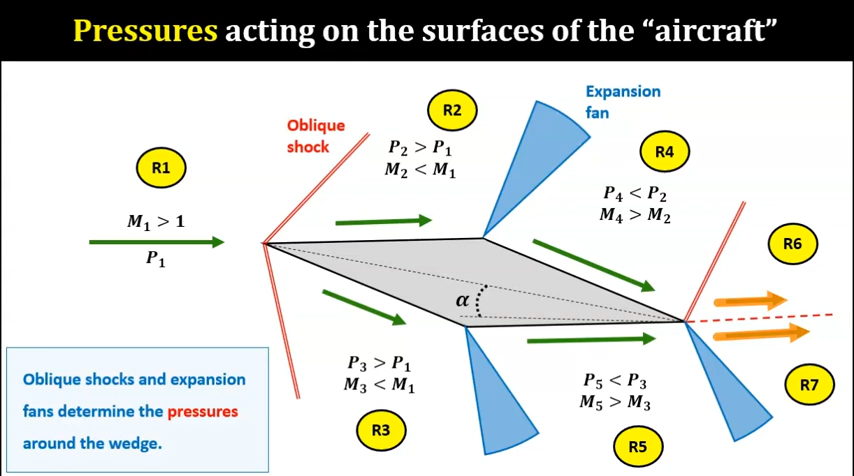 Pressures acting on the surfaces of the “aircraft”
R1
M₁ > 1
P₁
Oblique
shock
R2
P₂ > P₁
M₂ < M₁
Expansion
fan
R4
P₄ < P₂
M₄ > M₂
R6
α
P₃ > P₁
M₃ < M₁
R3
P₅ < P₃
M₅ > M₃
R5
R7
Oblique shocks and expansion
fans determine the pressures
around the wedge.